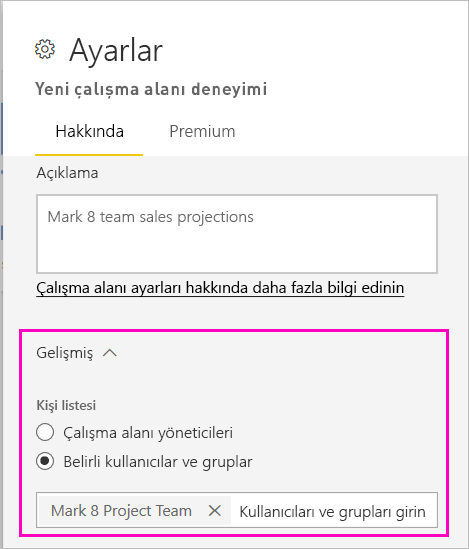 Ayarlar
Yeni çalışma alanı deneyimi
Hakkında Premium
Açıklama
Mark 8 team sales projections
Çalışma alanı ayarları hakkında daha fazla bilgi edinin
Gelişmiş
Kişi listesi
Çalışma alanı yöneticileri
Belirli kullanıcılar ve gruplar
Mark 8 Project Team Kullanıcıları ve grupları girin